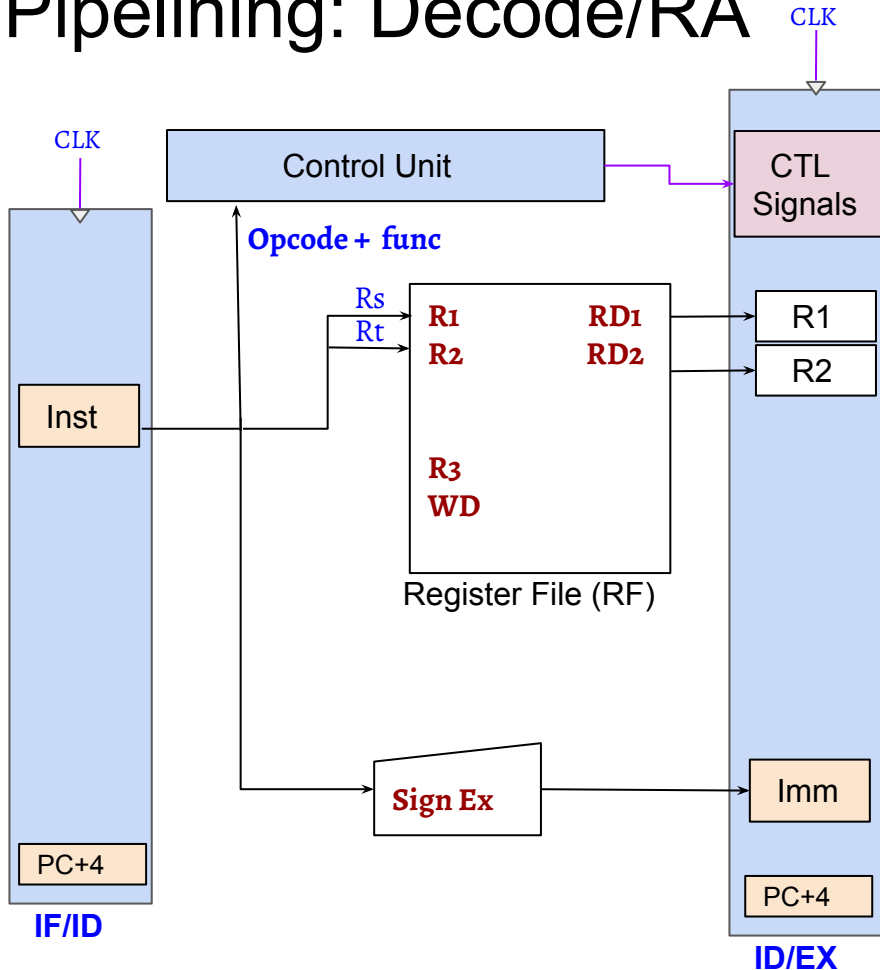 Pipelining: Decode/RA
CLK
CLK
Control Unit
CTL
Signals
Opcode + func
Rs
Rt
R1
RD1
R2
RD2
R1
R2
Inst
R3
WD
Register File (RF)
Sign Ex
Imm
PC+4
PC+4
IF/ID
ID/EX